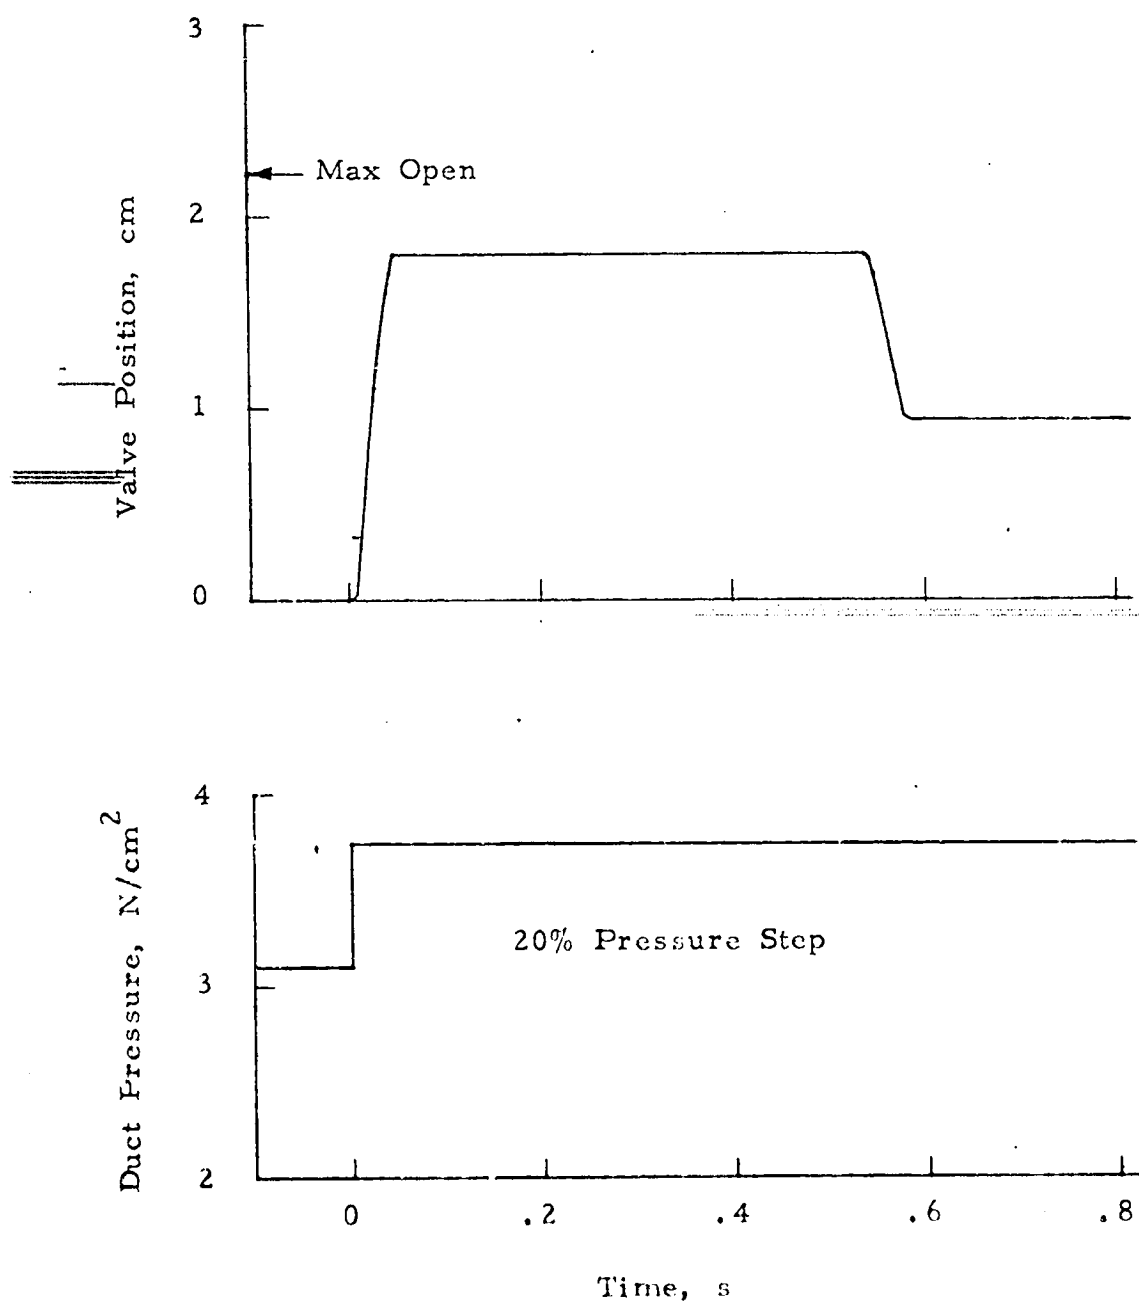 3
Max Open
2
1
0
Valve Position, cm
4
3
2
Duct Pressure, N/cm²
20% Pressure Step
0 .2 .4 .6 .8
Time, s